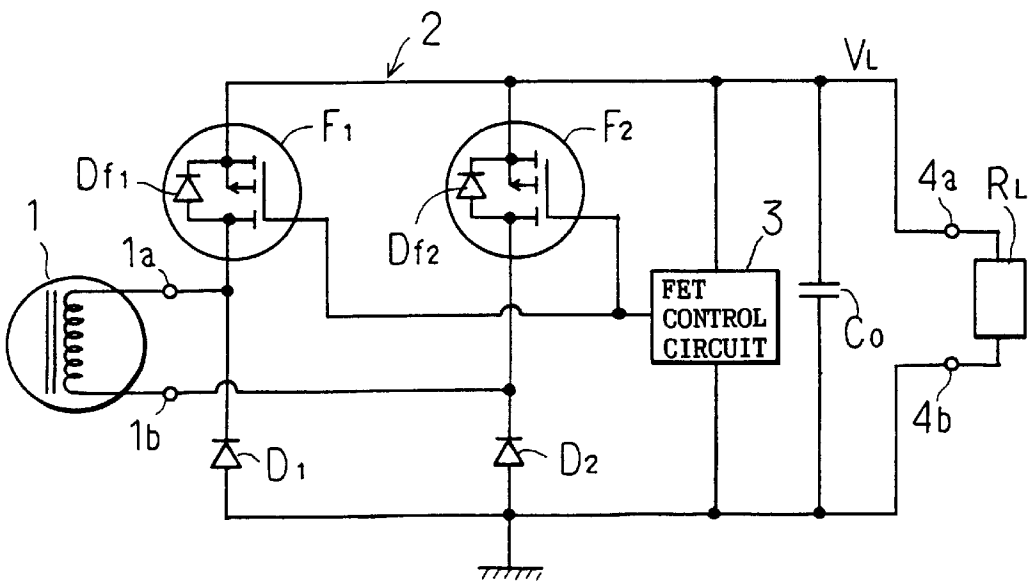 2
VL
F1
F2
Df1
Df2
4a
RL
3
1
1a
FET
CONTROL
CIRCUIT
Co
1b
4b
D1
D2